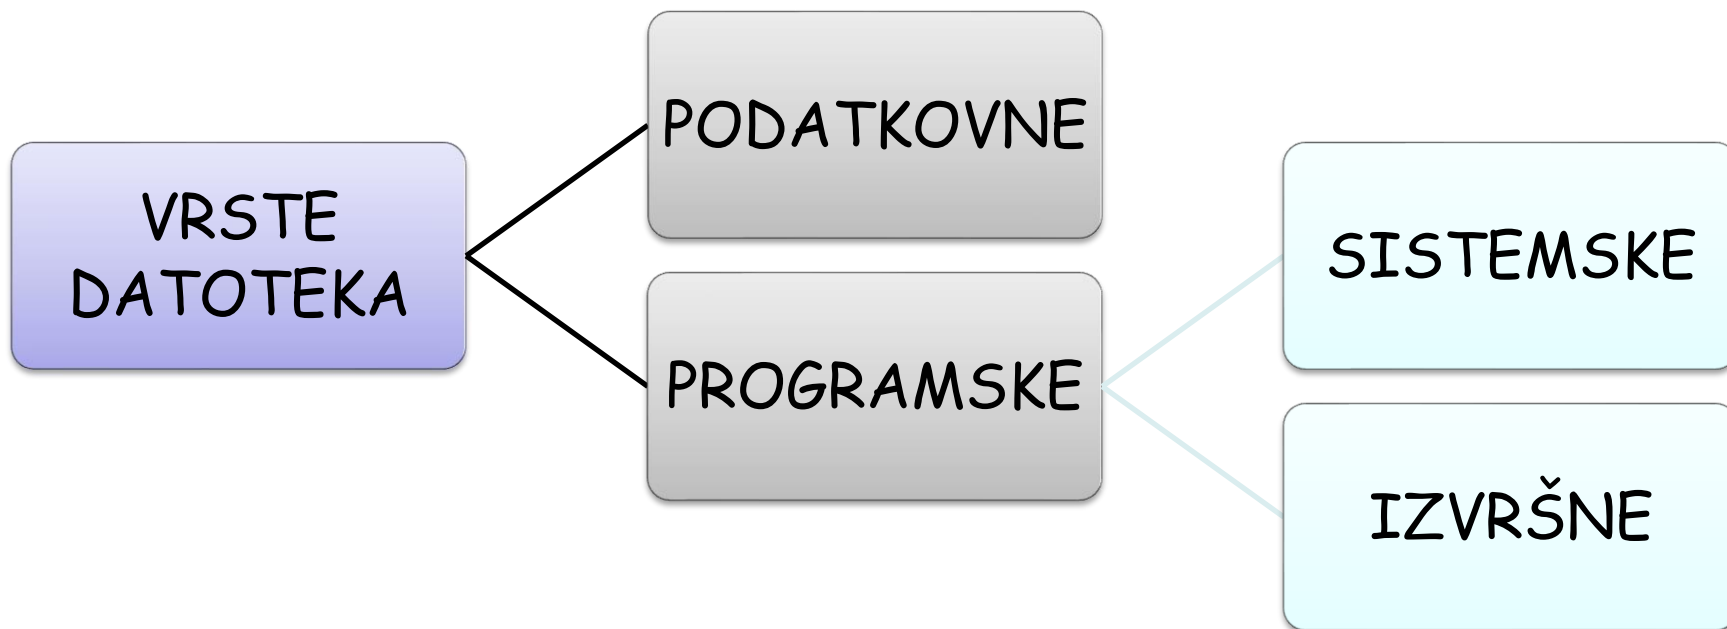 VRSTE
DATOTEKA
PODATKOVNE
PROGRAMSKE
SISTEMSKE
IZVRŠNE